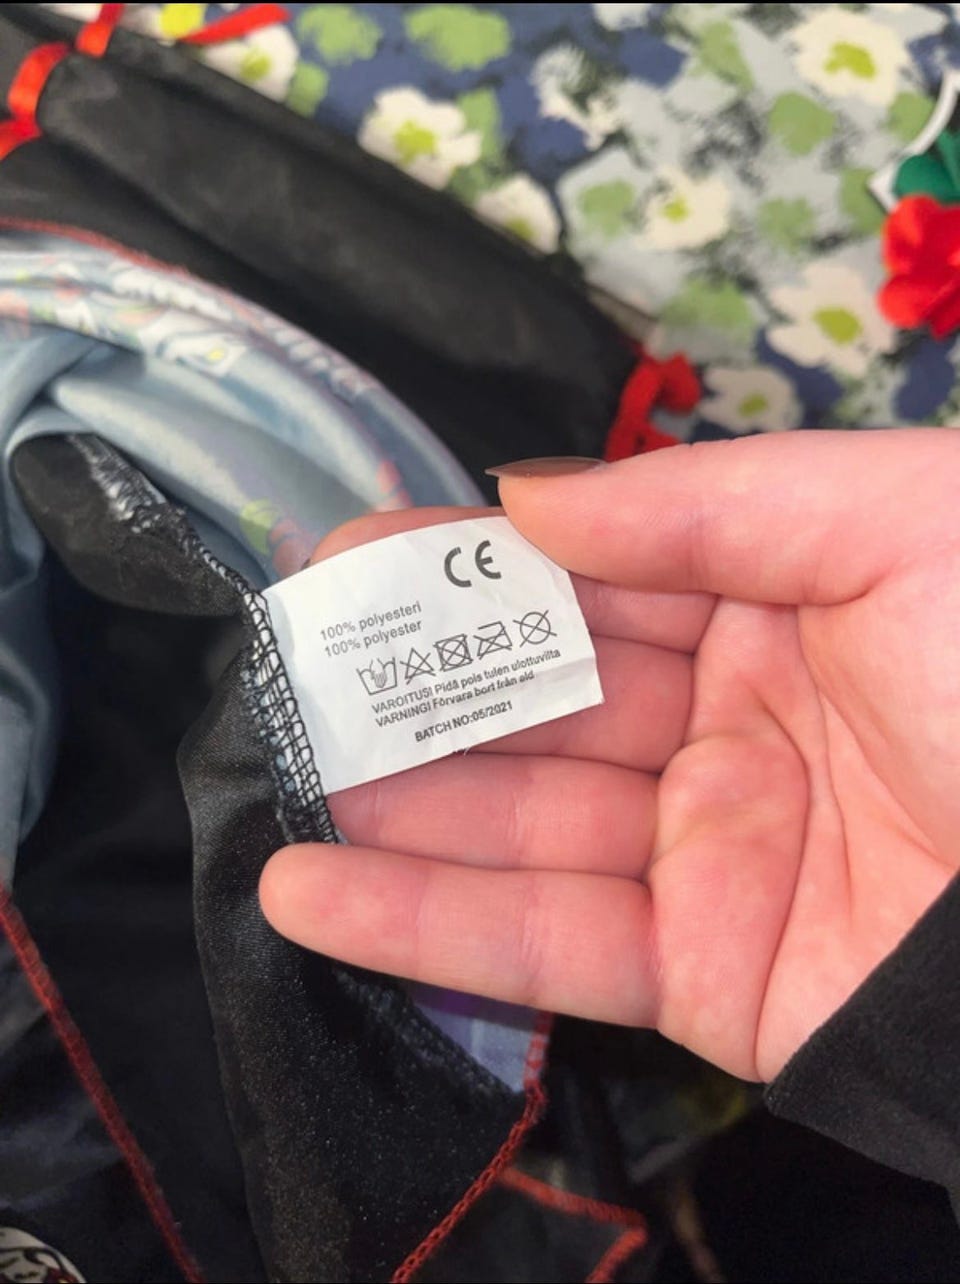 CE
100% polyesteri
100% polyester
VAROITUS! Pidä pois tulen ulottuvilta
VARNING! Förvara bort från eld
BATCH NO:05/2021